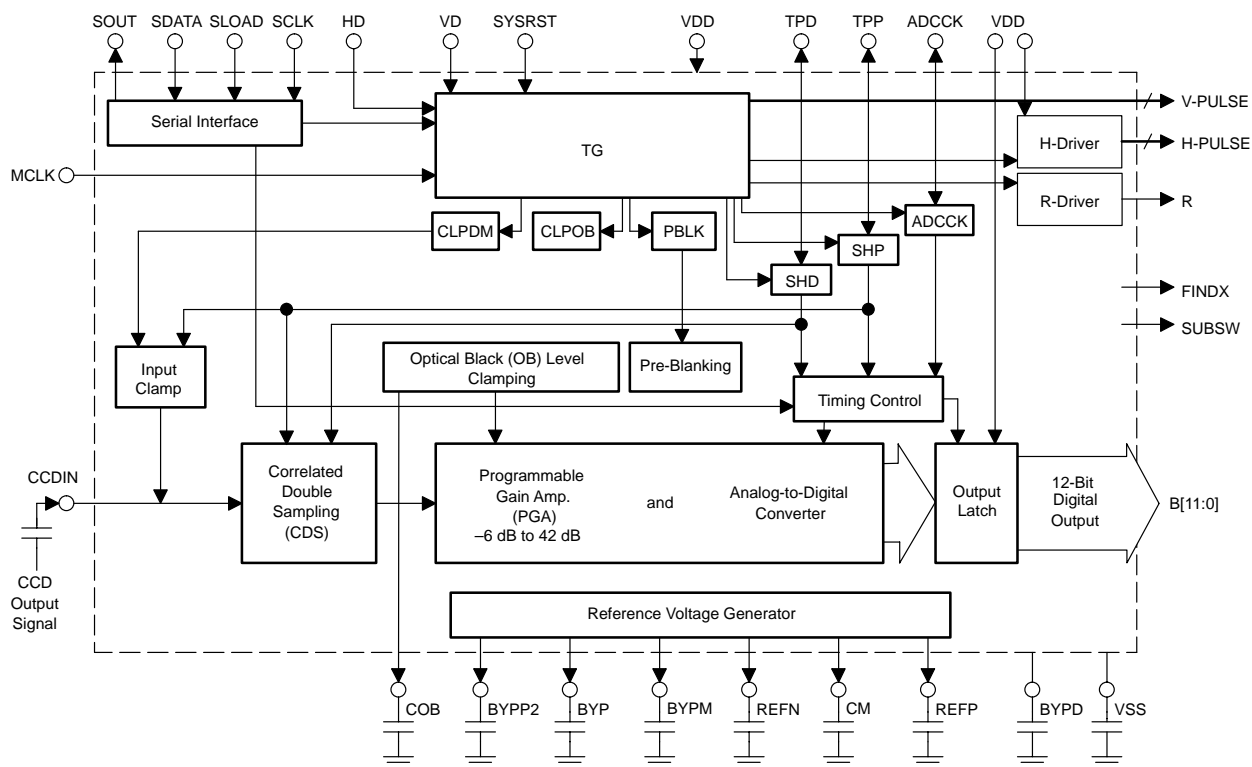 SOUT
SDATA
SLOAD
SCLK
HD
VD
SYSRST
VDD
TPD
TPP
ADCCK
VDD
Serial Interface
TG
V-PULSE
H-Driver
H-PULSE
MCLK
R-Driver
R
CLPDM
CLPOB
PBLK
ADCCK
SHP
SHD
FINDX
SUBSW
Input
Clamp
Optical Black (OB) Level
Clamping
Pre-Blanking
Timing Control
CCDIN
Correlated
Double
Sampling
(CDS)
Programmable
Gain Amp.
(PGA)
–6 dB to 42 dB
and
Analog-to-Digital
Converter
Output
Latch
12-Bit
Digital
Output
B[11:0]
CCD
Output
Signal
Reference Voltage Generator
COB
BYPP2
BYP
BYPM
REFN
CM
REFP
BYPD
VSS